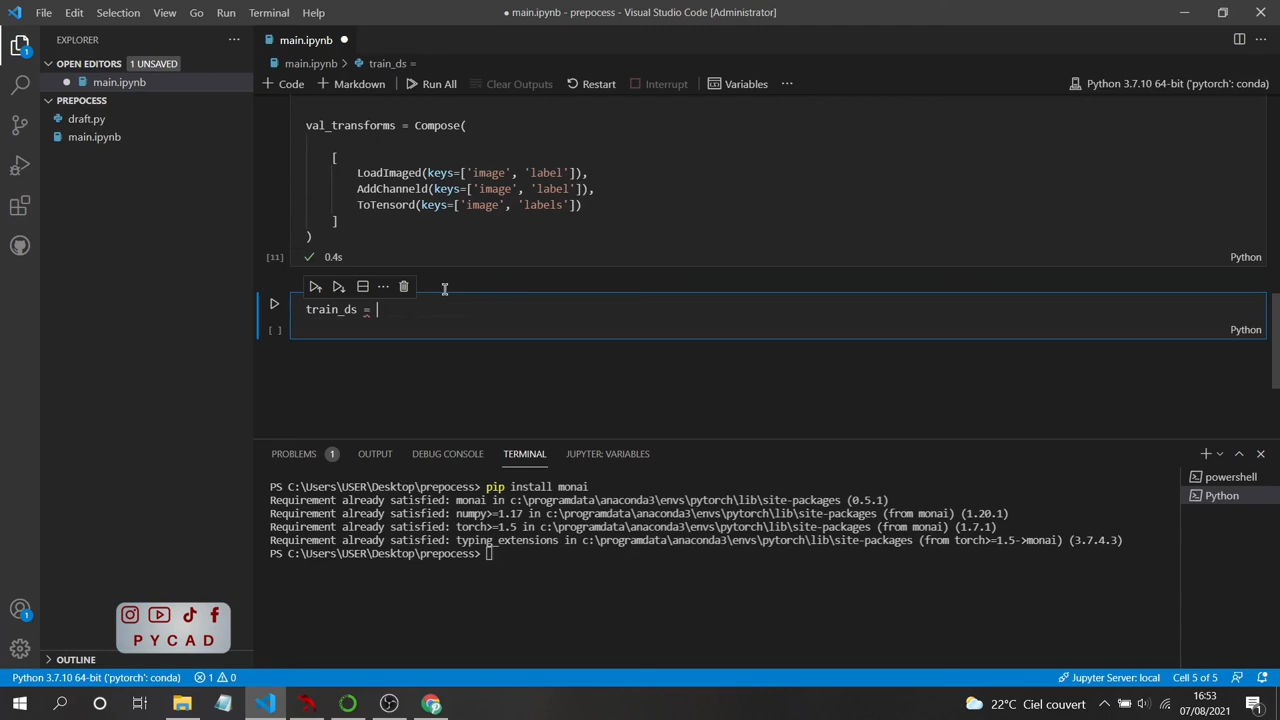 File Edit Selection View Go Run Terminal Help
● main.ipynb - prepocess - Visual Studio Code [Administrator]
EXPLORER
main.ipynb
OPEN EDITORS 1 UNSAVED
main.ipynb > train_ds =
main.ipynb
Code Markdown Run All Clear Outputs Restart Interrupt Variables
Python 3.7.10 64-bit ('pytorch': conda)
PREPOCESS
draft.py
main.ipynb
val_transforms = Compose(
[
LoadImaged(keys=['image', 'label']),
AddChanneld(keys=['image', 'label']),
ToTensord(keys=['image', 'labels'])
]
)
[11] 0.4s Python
train_ds =
[ ] Python
PROBLEMS 1 OUTPUT DEBUG CONSOLE TERMINAL JUPYTER: VARIABLES
powershell
Python
PS C:\Users\USER\Desktop\prepocess> pip install monai
Requirement already satisfied: monai in c:\programdata\anaconda3\envs\pytorch\lib\site-packages (0.5.1)
Requirement already satisfied: numpy>=1.17 in c:\programdata\anaconda3\envs\pytorch\lib\site-packages (from monai) (1.20.1)
Requirement already satisfied: torch>=1.5 in c:\programdata\anaconda3\envs\pytorch\lib\site-packages (from monai) (1.7.1)
Requirement already satisfied: typing_extensions in c:\programdata\anaconda3\envs\pytorch\lib\site-packages (from torch>=1.5->monai) (3.7.4.3)
PS C:\Users\USER\Desktop\prepocess>
PYCAD
OUTLINE
Python 3.7.10 64-bit ('pytorch': conda) 1 0
Jupyter Server: local Cell 5 of 5
22°C Ciel couvert
16:53
07/08/2021
1
1
1